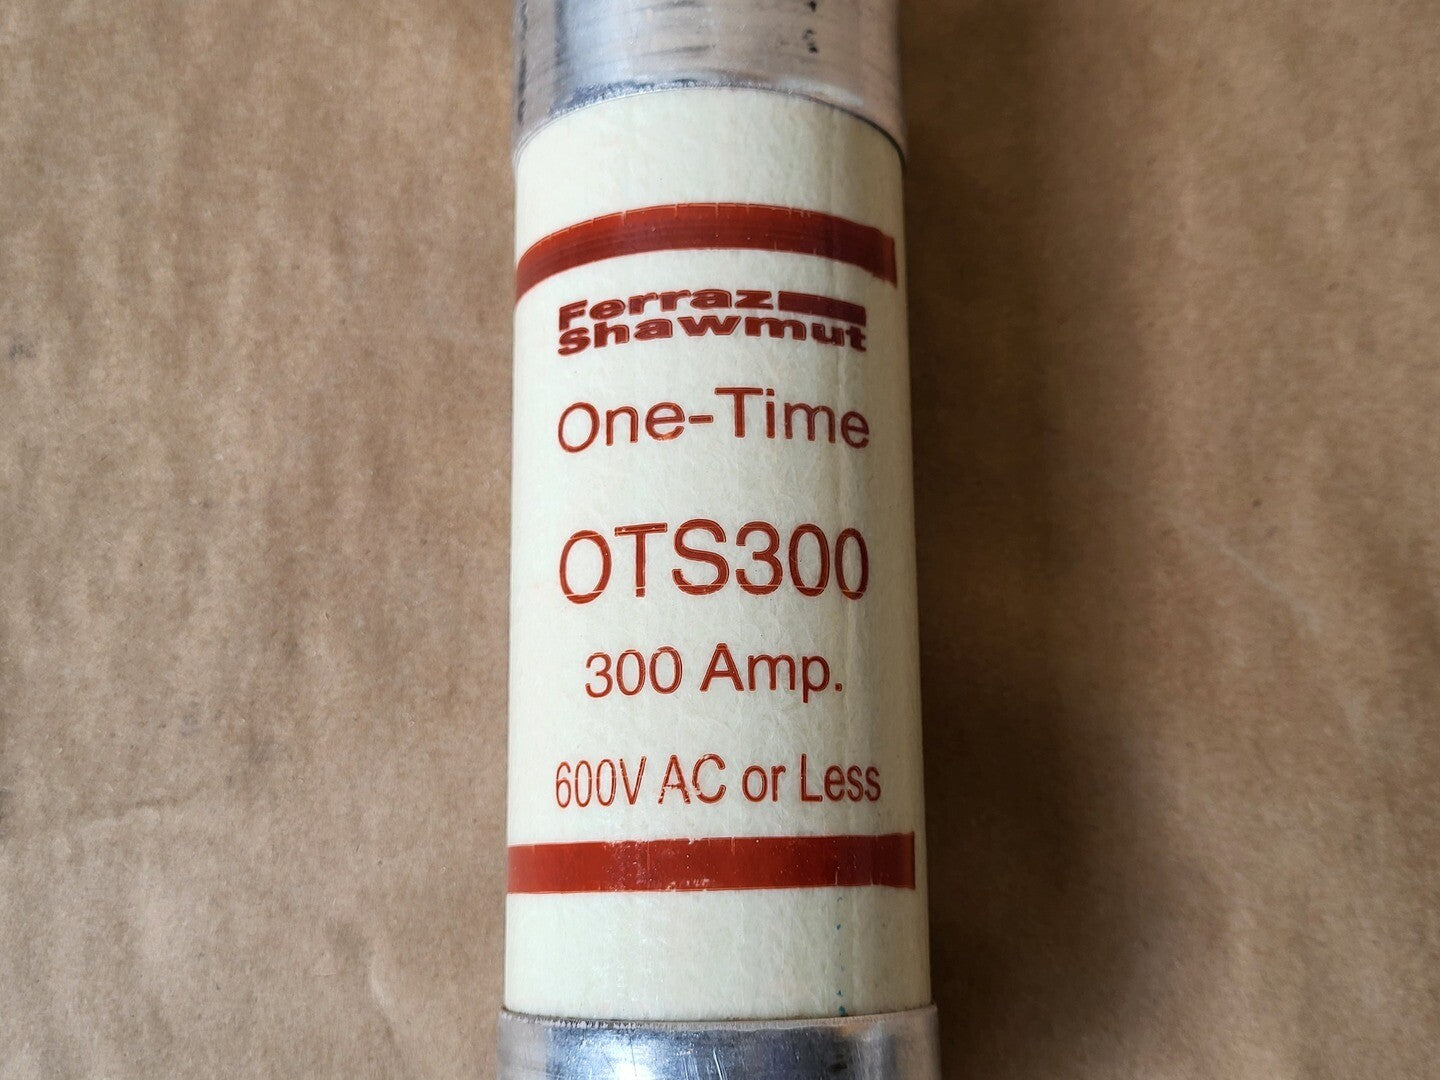 Ferraz
Shawmut
One-Time
OTS300
300 Amp.
600V AC or Less